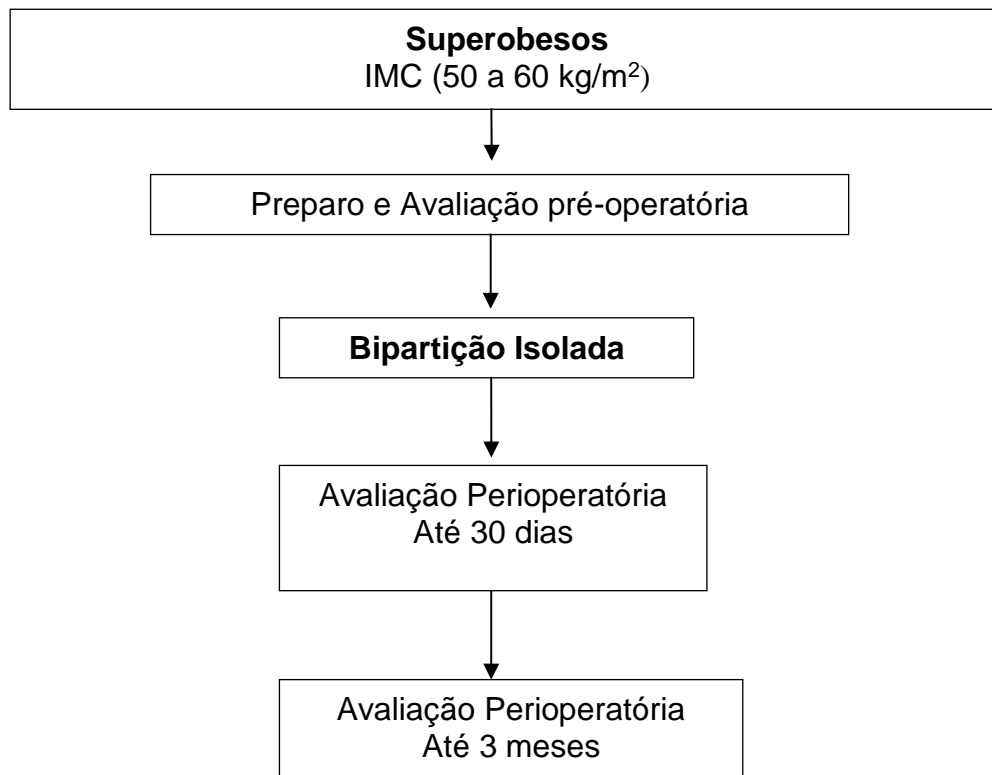 Superobesos
IMC (50 a 60 kg/m²)
Preparo e Avaliação pré-operatória
Bipartição Isolada
Avaliação Perioperatória
Até 30 dias
Avaliação Perioperatória
Até 3 meses